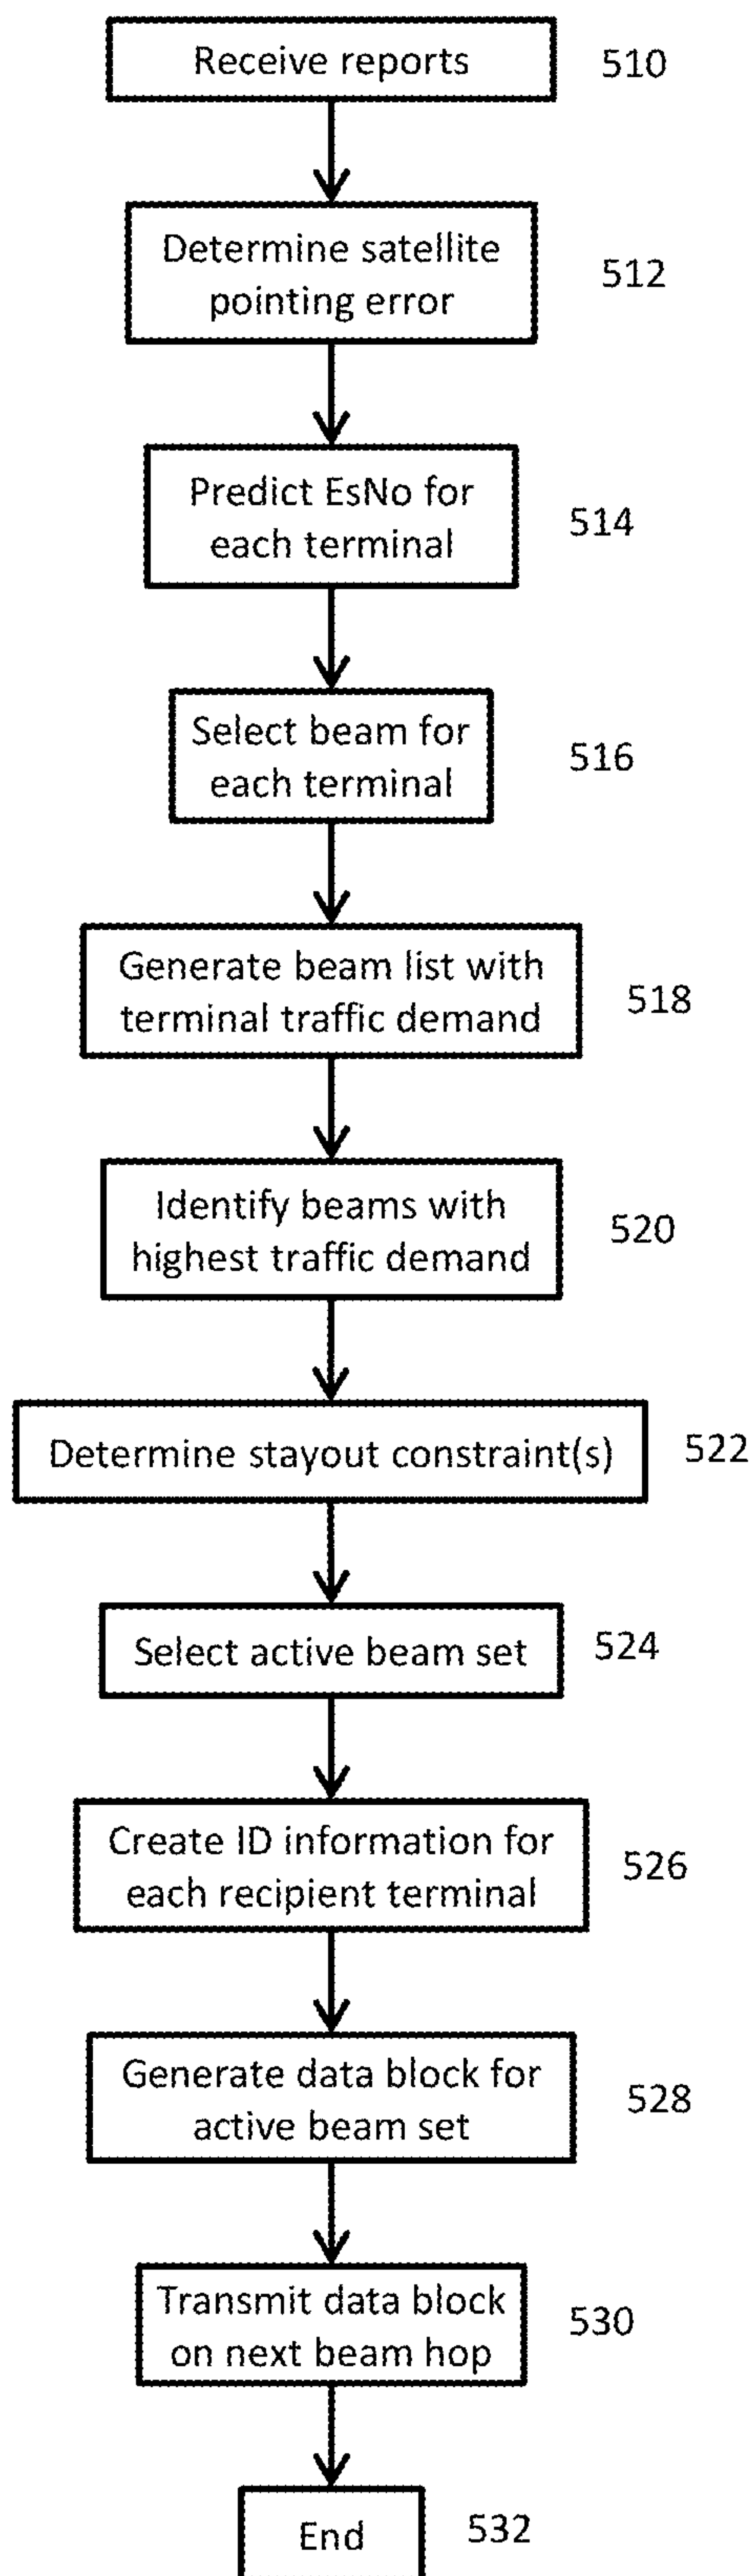 Receive reports 510
Determine satellite
pointing error
512
Predict EsNo for
each terminal
514
Select beam for
each terminal
516
Generate beam list with
terminal traffic demand
518
Identify beams with
highest traffic demand
520
Determine stayout constraint(s) 522
Select active beam set 524
Create ID information for
each recipient terminal
526
Generate data block for
active beam set
528
Transmit data block
on next beam hop
530
End 532